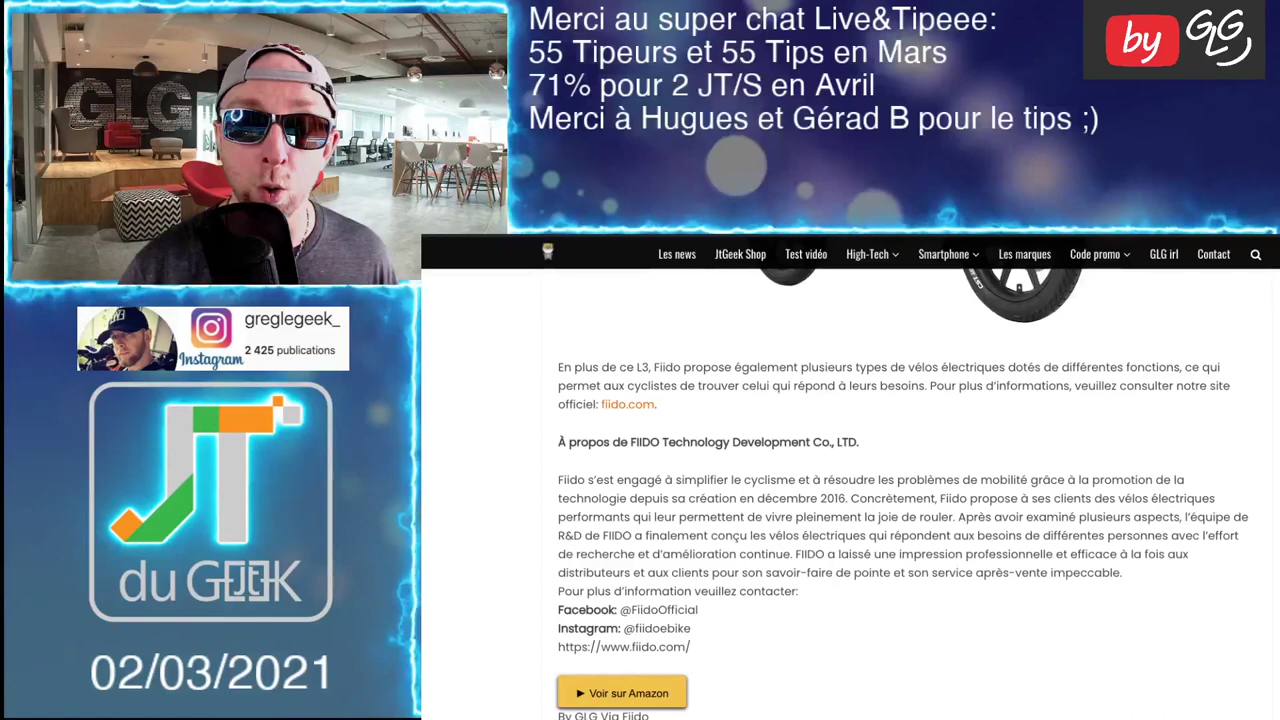 Merci au super chat Live&Tipeee:
55 Tipeurs et 55 Tips en Mars
71% pour 2 JT/S en Avril
Merci à Hugues et Gérad B pour le tips ;)
by GLG
GLG
greglegeek_
Instagram
2 425 publications
JT
du GEEK
02/03/2021
Les news JtGeek Shop Test vidéo High-Tech Smartphone Les marques Code promo GLG irl Contact
CST
En plus de ce L3, Fiido propose également plusieurs types de vélos électriques dotés de différentes fonctions, ce qui
permet aux cyclistes de trouver celui qui répond à leurs besoins. Pour plus d’informations, veuillez consulter notre site
officiel: fiido.com.
À propos de FIIDO Technology Development Co., LTD.
Fiido s’est engagé à simplifier le cyclisme et à résoudre les problèmes de mobilité grâce à la promotion de la
technologie depuis sa création en décembre 2016. Concrètement, Fiido propose à ses clients des vélos électriques
performants qui leur permettent de vivre pleinement la joie de rouler. Après avoir examiné plusieurs aspects, l’équipe de
R&D de FIIDO a finalement conçu les vélos électriques qui répondent aux besoins de différentes personnes avec l’effort
de recherche et d’amélioration continue. FIIDO a laissé une impression professionnelle et efficace à la fois aux
distributeurs et aux clients pour son savoir-faire de pointe et son service après-vente impeccable.
Pour plus d’information veuillez contacter:
Facebook: @FiidoOfficial
Instagram: @fiidoebike
https://www.fiido.com/
► Voir sur Amazon
By GLG Via Fiido